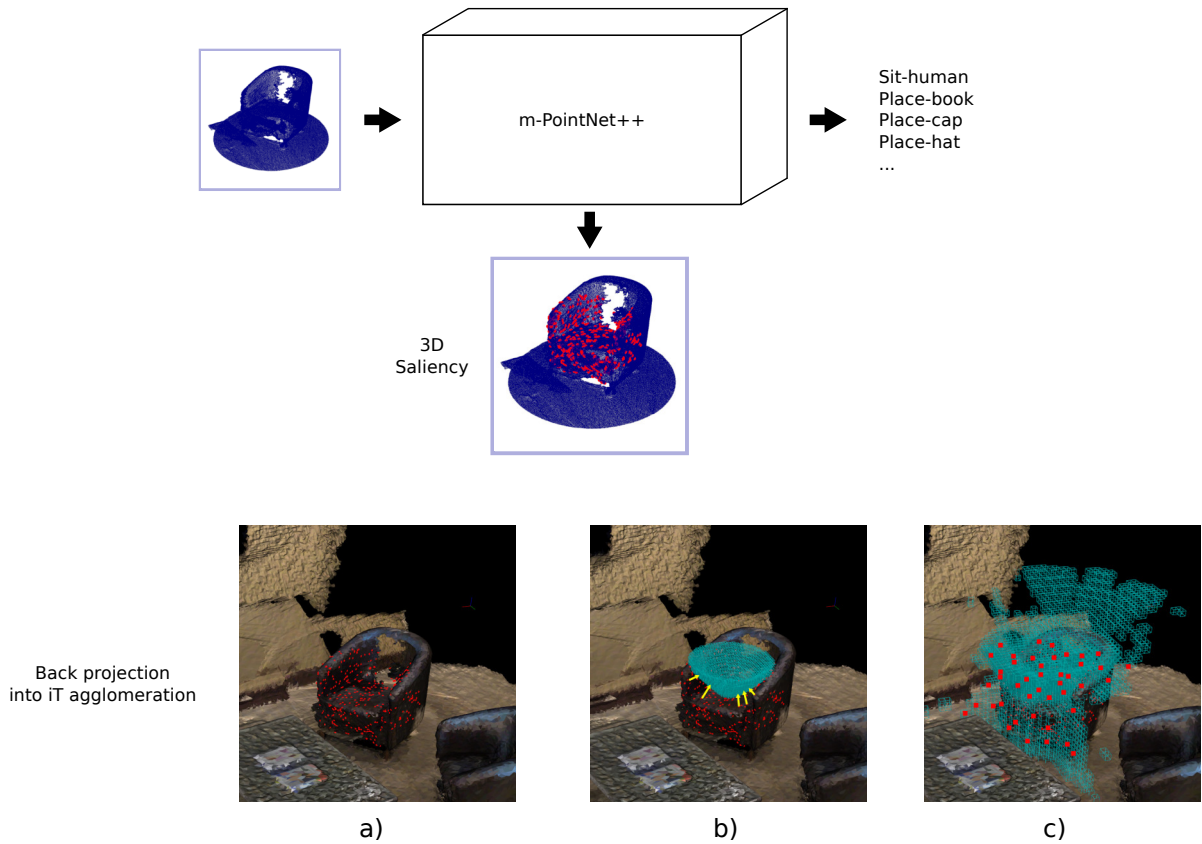 m-PointNet++
Sit-human
Place-book
Place-cap
Place-hat
...
3D
Saliency
Back projection
into iT agglomeration
a)
b)
c)